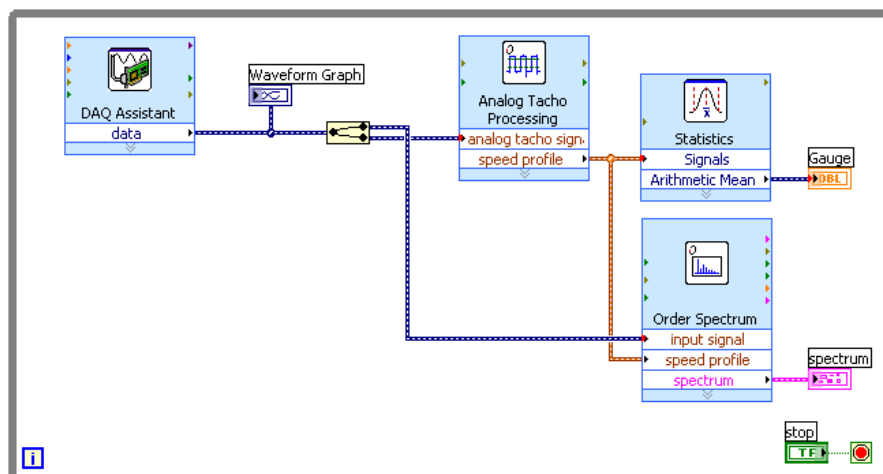 DAQ Assistant
data
Waveform Graph
Analog Tacho
Processing
analog tacho sign
speed profile
Statistics
Signals
Arithmetic Mean
Gauge
DBL
Order Spectrum
input signal
speed profile
spectrum
spectrum
stop
TF
i